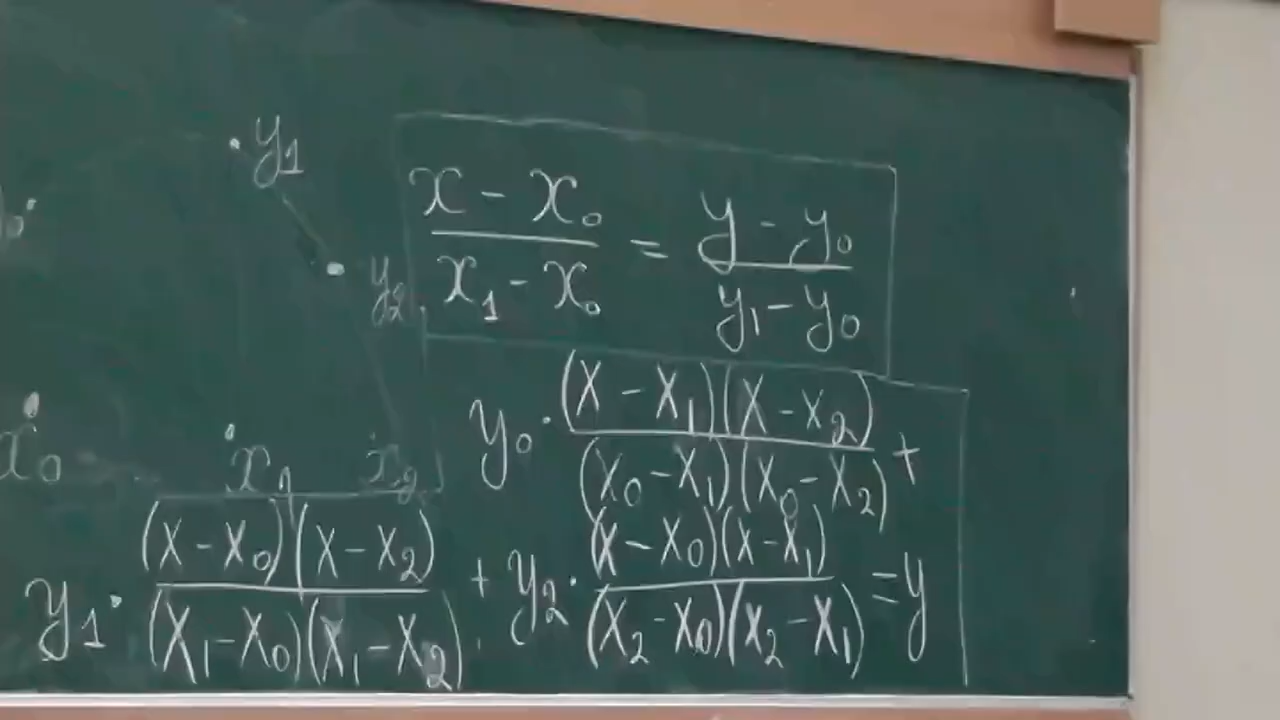 y₁
y₂
(x - x₀)/(x₁ - x₀) = (y - y₀)/(y₁ - y₀)
x₀ x₁ x₂
y₀ · ((x - x₁)(x - x₂))/((x₀ - x₁)(x₀ - x₂)) +
y₁ · ((x - x₀)(x - x₂))/((x₁ - x₀)(x₁ - x₂)) + y₂ · ((x - x₀)(x - x₁))/((x₂ - x₀)(x₂ - x₁)) = y